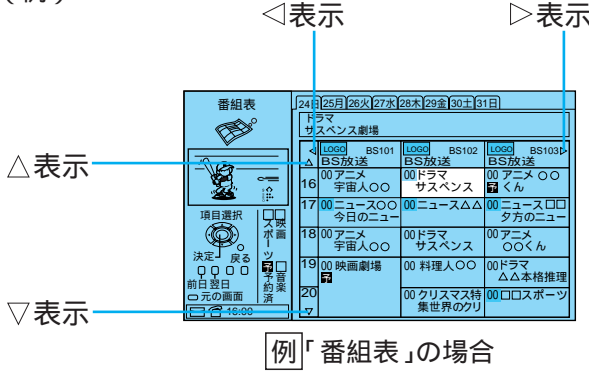 (例)
◁表示 ▷表示
番組表
24日 25月 26火 27水 28木 29金 30土 31日
ドラマ
サスペンス劇場
◁ LOGO BS101 LOGO BS102 LOGO BS103▷
△ BS放送 BS放送 BS放送
△表示
16 00 アニメ 00 ドラマ 00 アニメ ○○
宇宙人○○ サスペンス 予 くん
17 00 ニュース○○ 00 ニュース△△ 00 ニュース□□
今日のニュー 夕方のニュー
18 00 アニメ 00 ドラマ 00 アニメ
宇宙人○○ サスペンス ○○くん
19 00 映画劇場 00 料理人○○ 00 ドラマ
予 △△本格推理
20 00 クリスマス特 00 □□スポーツ
▽ 集世界のクリ
項目選択
決定 戻る
前日 翌日
元の画面
□映画
□スポーツ
□音楽
予 予約済
16:00
▽表示
例「番組表」の場合